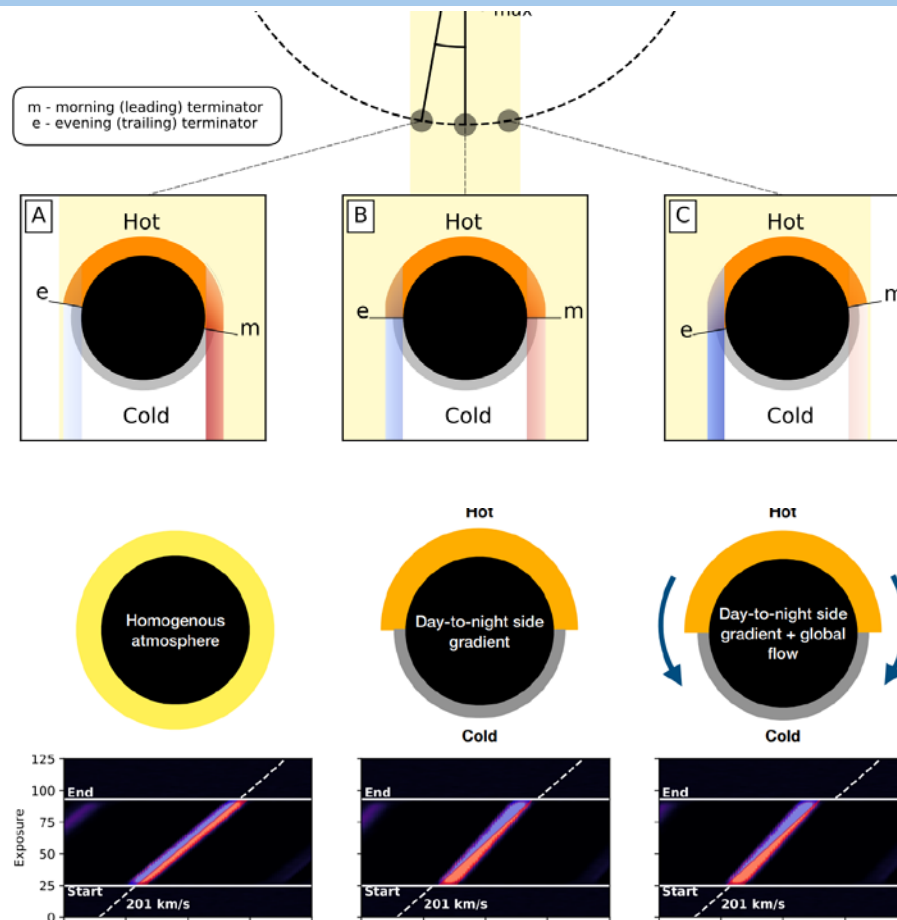 max
m - morning (leading) terminator
e - evening (trailing) terminator
A
Hot
e
m
Cold
B
Hot
e
m
Cold
C
Hot
e
m
Cold
Homogenous
atmosphere
Hot
Day-to-night side
gradient
Cold
Hot
Day-to-night side
gradient + global
flow
Cold
Exposure
125
100
75
50
25
0
End
Start
201 km/s
End
Start
201 km/s
End
Start
201 km/s